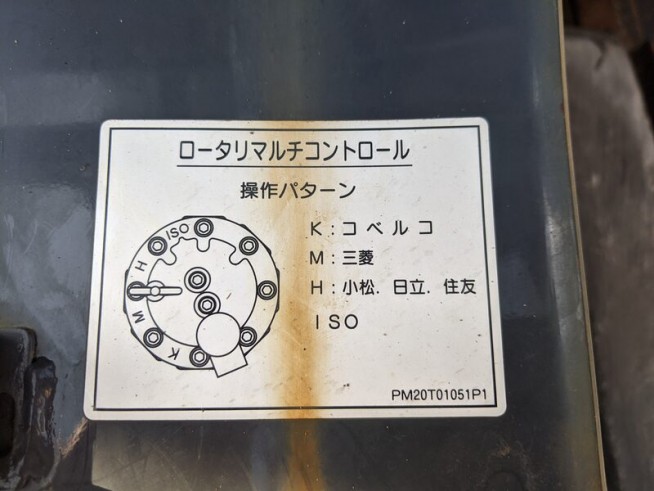 ロータリマルチコントロール
操作パターン
K：コベルコ
M：三菱
H：小松．日立．住友
ISO
ISO
H
M
K
PM20T01051P1